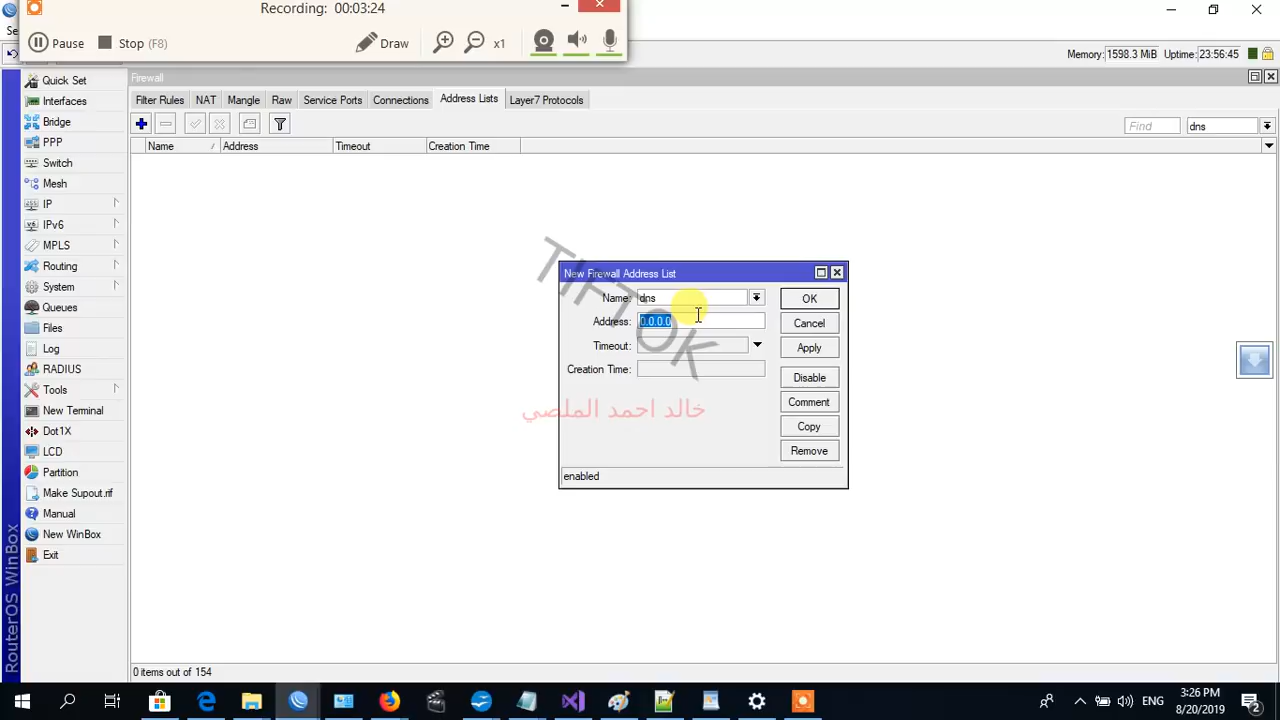 Recording: 00:03:24
Pause
Stop (F8)
Draw
x1
Memory: 1598.3 MiB
Uptime: 23:56:45
Firewall
Filter Rules
NAT
Mangle
Raw
Service Ports
Connections
Address Lists
Layer7 Protocols
Find
dns
Name
Address
Timeout
Creation Time
Quick Set
Interfaces
Bridge
PPP
Switch
Mesh
IP
IPv6
MPLS
Routing
System
Queues
Files
Log
RADIUS
Tools
New Terminal
Dot1X
LCD
Partition
Make Supout.rif
Manual
New WinBox
Exit
RouterOS WinBox
New Firewall Address List
Name: dns
Address: 0.0.0.0
Timeout:
Creation Time:
OK
Cancel
Apply
Disable
Comment
Copy
Remove
enabled
TIFTOK
خالد احمد الملصي
0 items out of 154
ENG
3:26 PM
8/20/2019
2